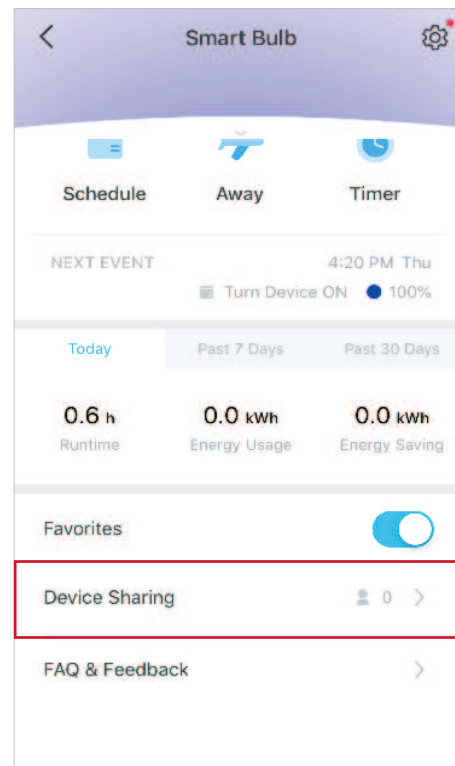 Smart Bulb
Schedule Away Timer
NEXT EVENT 4:20 PM Thu
Turn Device ON 100%
Today Past 7 Days Past 30 Days
0.6 h 0.0 kWh 0.0 kWh
Runtime Energy Usage Energy Saving
Favorites
Device Sharing 0
FAQ & Feedback